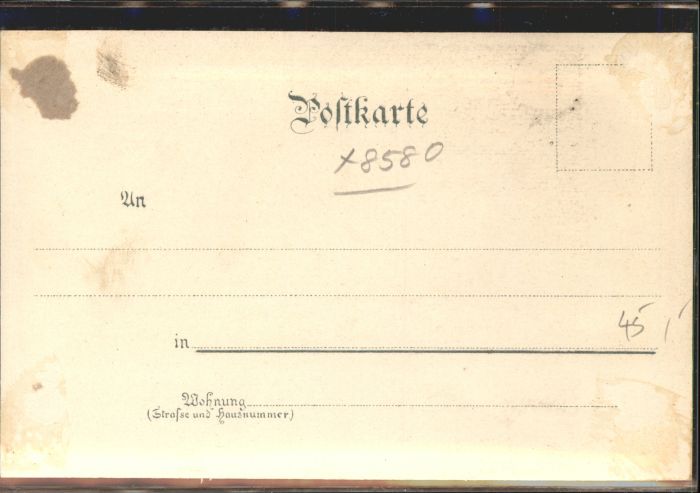 Postkarte
x8580
An
45,-
in
Wohnung
(Strasse und Hausnummer)